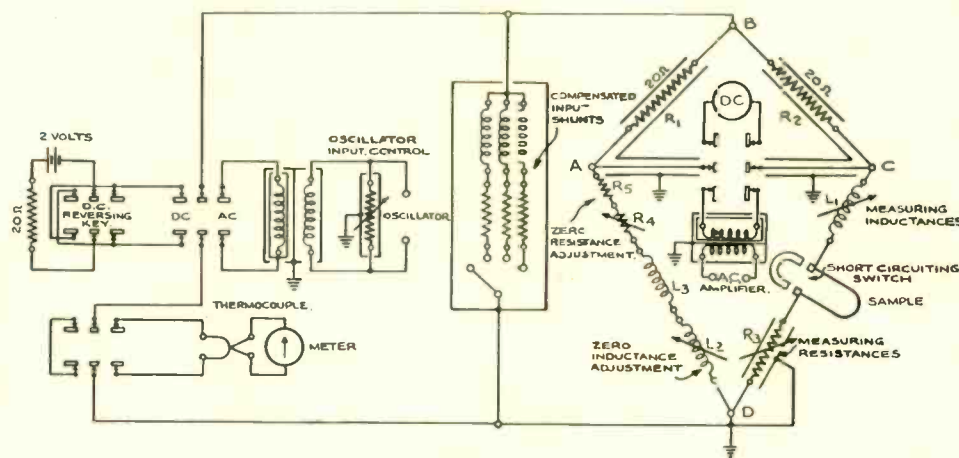 B
20Ω
R1
20Ω
R2
DC
COMPENSATED
INPUT
SHUNTS
2 VOLTS
OSCILLATOR
INPUT CONTROL
A
C
R5
L1
MEASURING
INDUCTANCES
20Ω
D.C.
REVERSING
KEY.
DC
AC
OSCILLATOR
R4
ZERO
RESISTANCE
ADJUSTMENT.
SHORT CIRCUITING
SWITCH
SAMPLE
L3
A.C.
AMPLIFIER.
THERMOCOUPLE.
METER
L2
R3
ZERO
INDUCTANCE
ADJUSTMENT
MEASURING
RESISTANCES
D